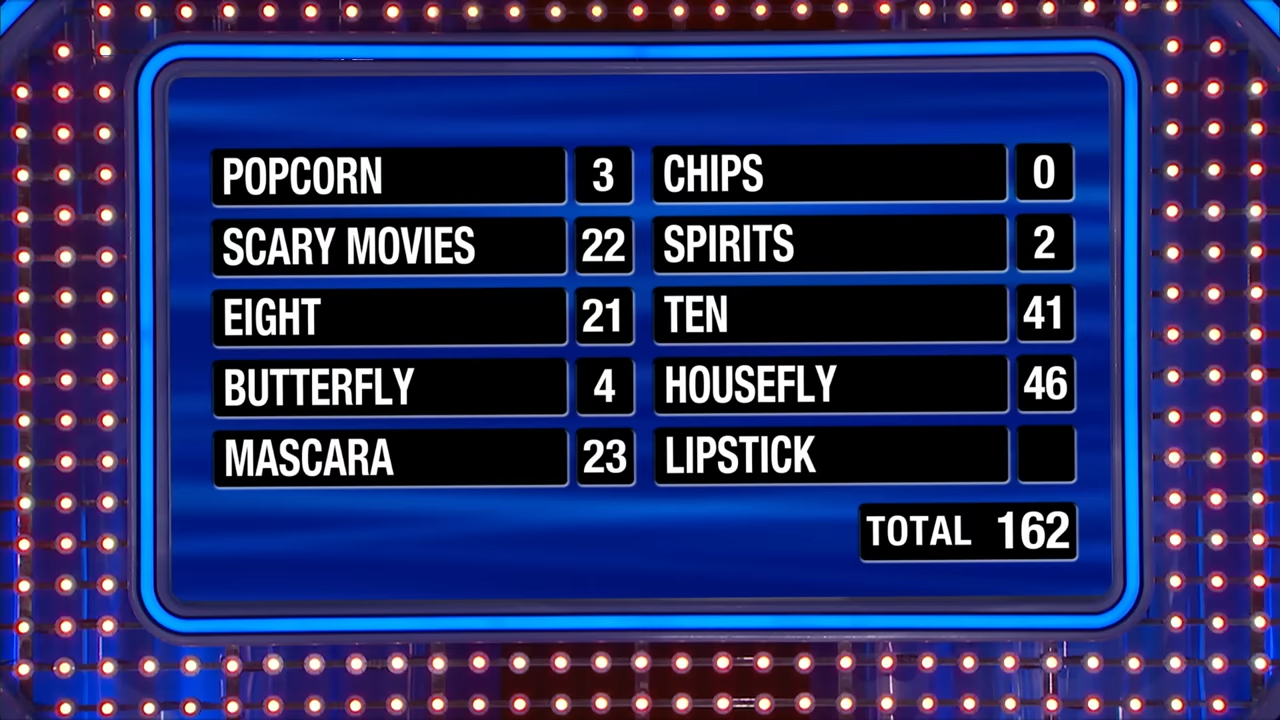 POPCORN 3 CHIPS 0
SCARY MOVIES 22 SPIRITS 2
EIGHT 21 TEN 41
BUTTERFLY 4 HOUSEFLY 46
MASCARA 23 LIPSTICK
TOTAL 162